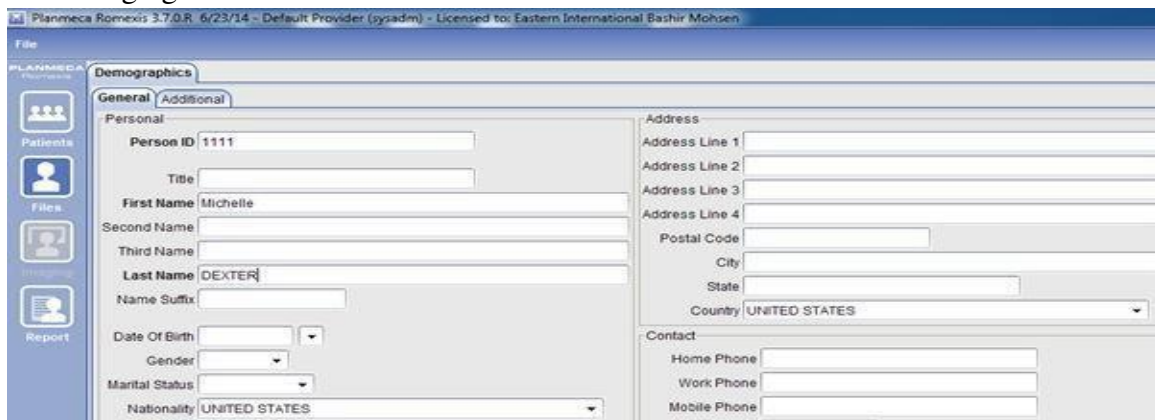 Planmeca Romexis 3.7.0.R 6/23/14 - Default Provider (sysadm) - Licensed to: Eastern International Bashir Mohsen
File
PLANMECA
Romexis
Patients
Files
Imaging
Report
Demographics
General Additional
Personal
Person ID 1111
Title
First Name Michelle
Second Name
Third Name
Last Name DEXTER
Name Suffix
Date Of Birth
Gender
Marital Status
Nationality UNITED STATES
Address
Address Line 1
Address Line 2
Address Line 3
Address Line 4
Postal Code
City
State
Country UNITED STATES
Contact
Home Phone
Work Phone
Mobile Phone